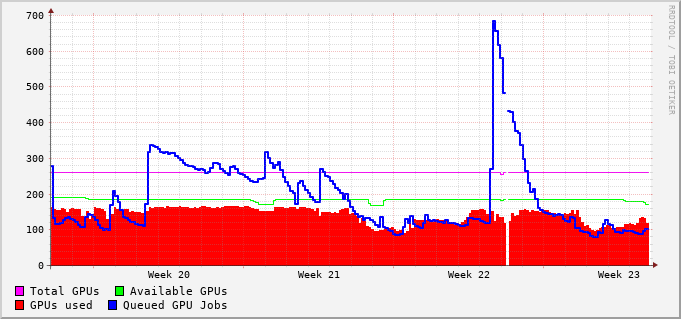 700
600
500
400
300
200
100
0
Week 20 Week 21 Week 22 Week 23
Total GPUs Available GPUs
GPUs used Queued GPU Jobs
RRDTOOL / TOBI OETIKER